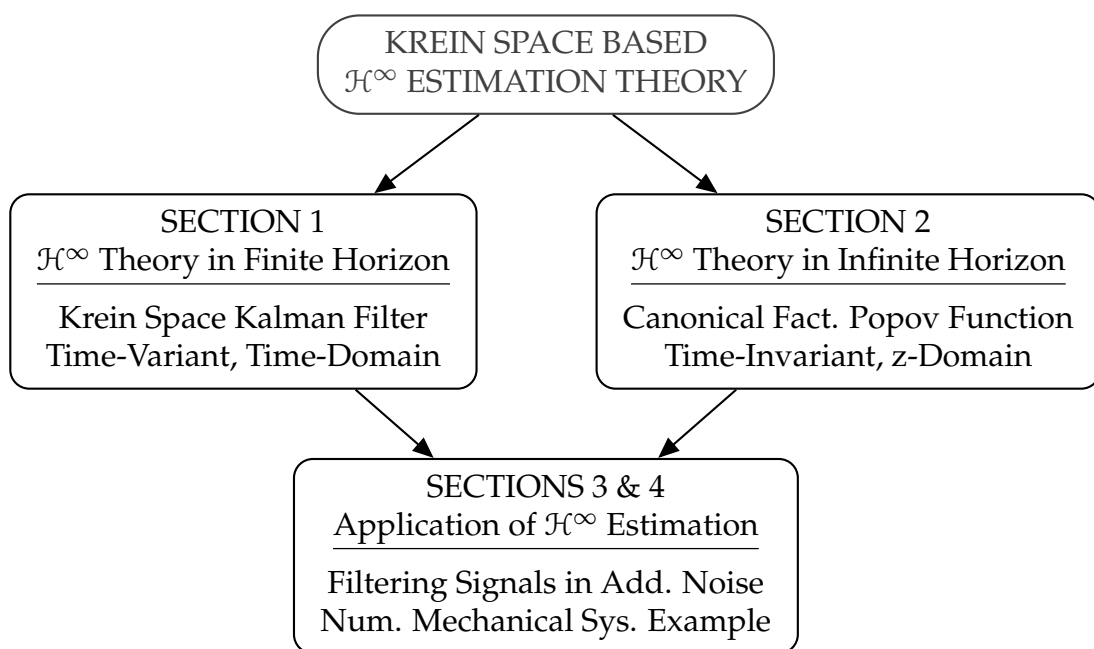 KREIN SPACE BASED
ℋ∞ ESTIMATION THEORY
SECTION 1
ℋ∞ Theory in Finite Horizon
Krein Space Kalman Filter
Time-Variant, Time-Domain
SECTION 2
ℋ∞ Theory in Infinite Horizon
Canonical Fact. Popov Function
Time-Invariant, z-Domain
SECTIONS 3 & 4
Application of ℋ∞ Estimation
Filtering Signals in Add. Noise
Num. Mechanical Sys. Example